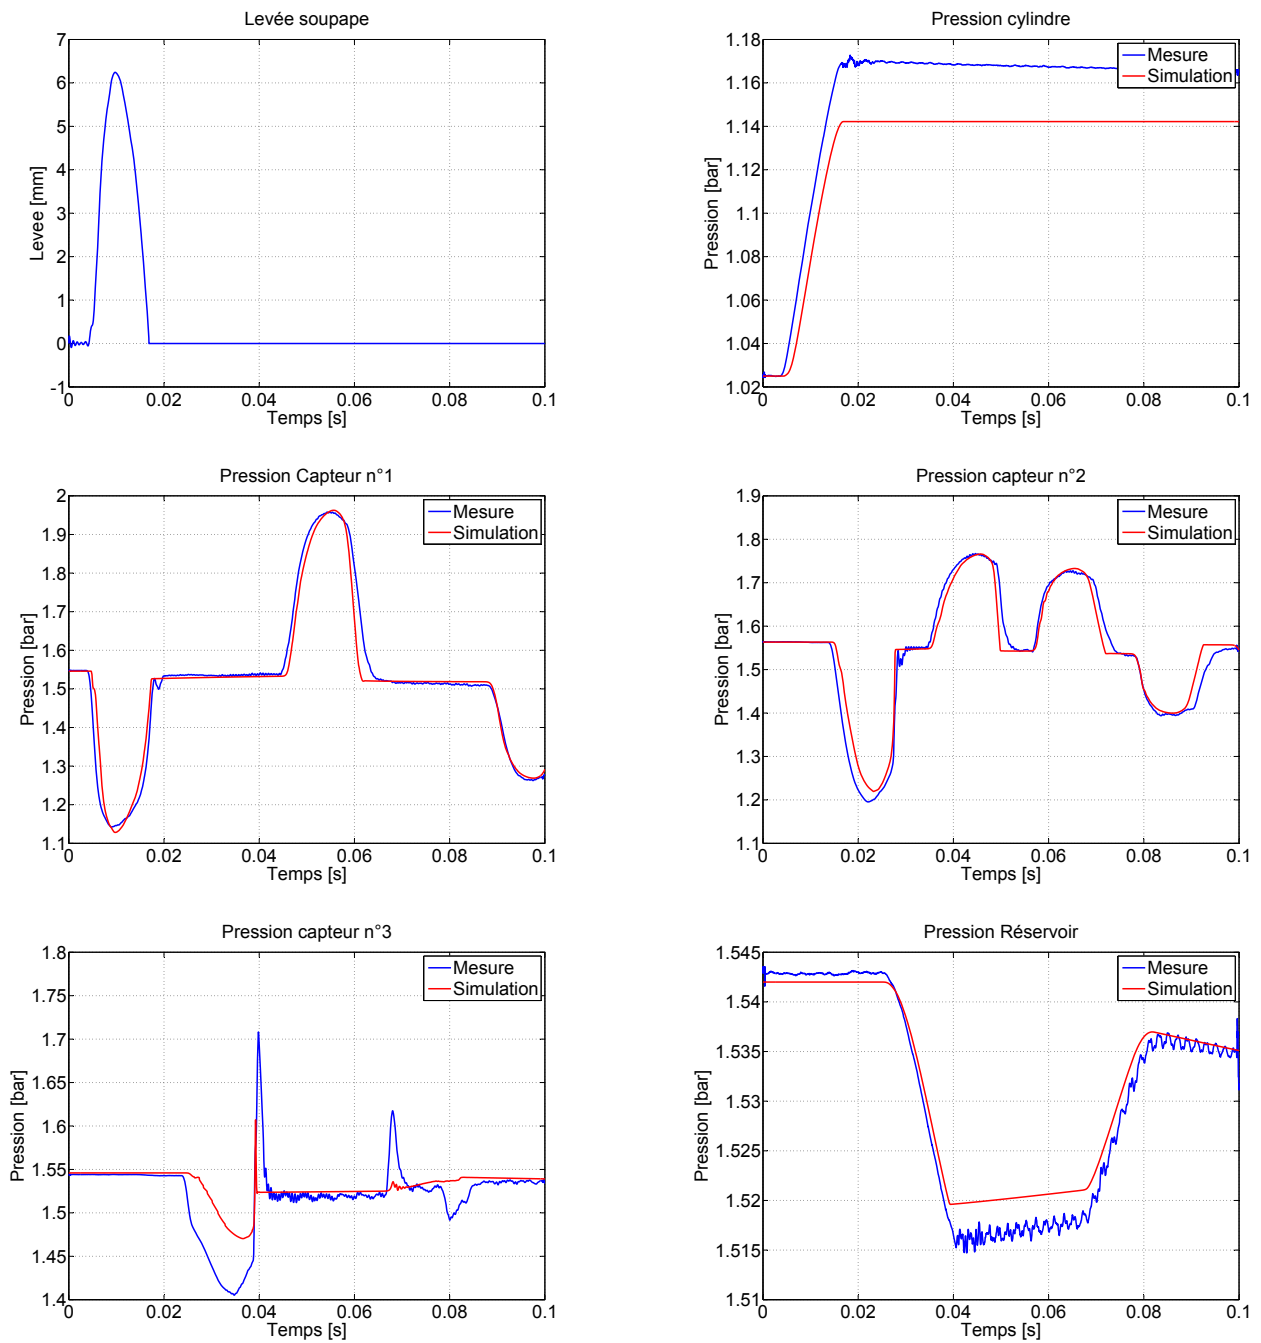 Levée soupape
7
6
5
4
3
2
1
0
-1
Levee [mm]
0 0.02 0.04 0.06 0.08 0.1
Temps [s]
Pression cylindre
1.18
1.16
1.14
1.12
1.1
1.08
1.06
1.04
1.02
Pression [bar]
Mesure
Simulation
0 0.02 0.04 0.06 0.08 0.1
Temps [s]
Pression Capteur n°1
2
1.9
1.8
1.7
1.6
1.5
1.4
1.3
1.2
1.1
Pression [bar]
Mesure
Simulation
0 0.02 0.04 0.06 0.08 0.1
Temps [s]
Pression capteur n°2
1.9
1.8
1.7
1.6
1.5
1.4
1.3
1.2
1.1
Pression [bar]
Mesure
Simulation
0 0.02 0.04 0.06 0.08 0.1
Temps [s]
Pression capteur n°3
1.8
1.75
1.7
1.65
1.6
1.55
1.5
1.45
1.4
Pression [bar]
Mesure
Simulation
0 0.02 0.04 0.06 0.08 0.1
Temps [s]
Pression Réservoir
1.545
1.54
1.535
1.53
1.525
1.52
1.515
1.51
Pression [bar]
Mesure
Simulation
0 0.02 0.04 0.06 0.08 0.1
Temps [s]